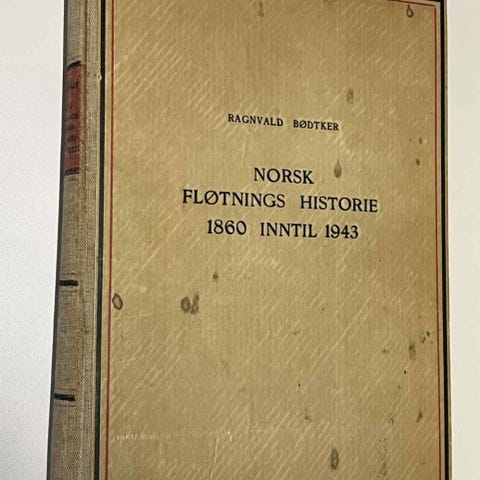 RAGNVALD BØDTKER
NORSK
FLØTNINGS HISTORIE
1860 INNTIL 1943